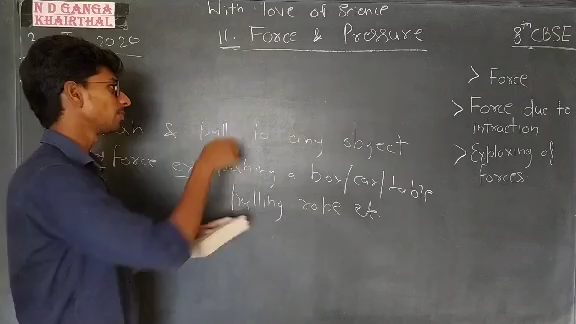 N D GANGA
KHAIRTHAL
2020
With love of science
11. Force & Pressure
8th CBSE
& pull to any object
Force
a box/car/table
pulling rope etc.
> Force
> Force due to
intraction
> Exploring of
Forces